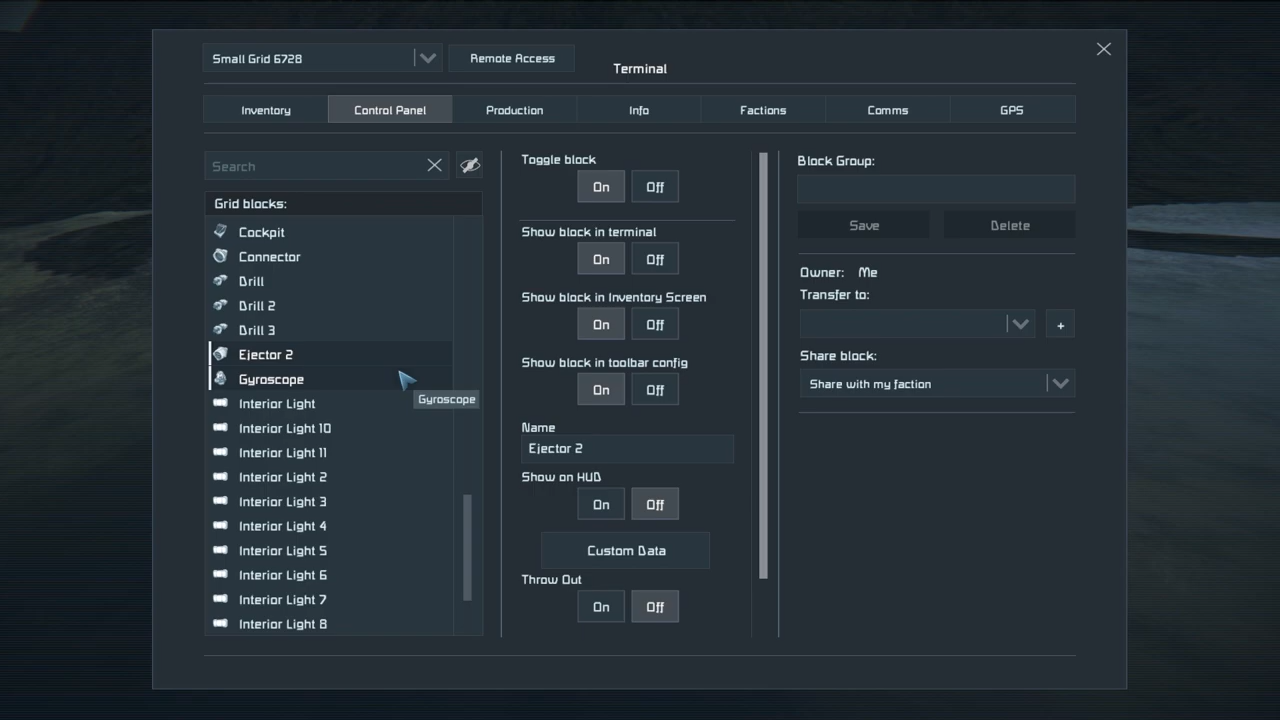 Small Grid 6728
Remote Access
Terminal
Inventory
Control Panel
Production
Info
Factions
Comms
GPS
Search
Grid blocks:
Cockpit
Connector
Drill
Drill 2
Drill 3
Ejector 2
Gyroscope
Gyroscope
Interior Light
Interior Light 10
Interior Light 11
Interior Light 2
Interior Light 3
Interior Light 4
Interior Light 5
Interior Light 6
Interior Light 7
Interior Light 8
Toggle block
On Off
Show block in terminal
On Off
Show block in Inventory Screen
On Off
Show block in toolbar config
On Off
Name
Ejector 2
Show on HUD
On Off
Custom Data
Throw Out
On Off
Block Group:
Save
Delete
Owner: Me
Transfer to:
+
Share block:
Share with my faction